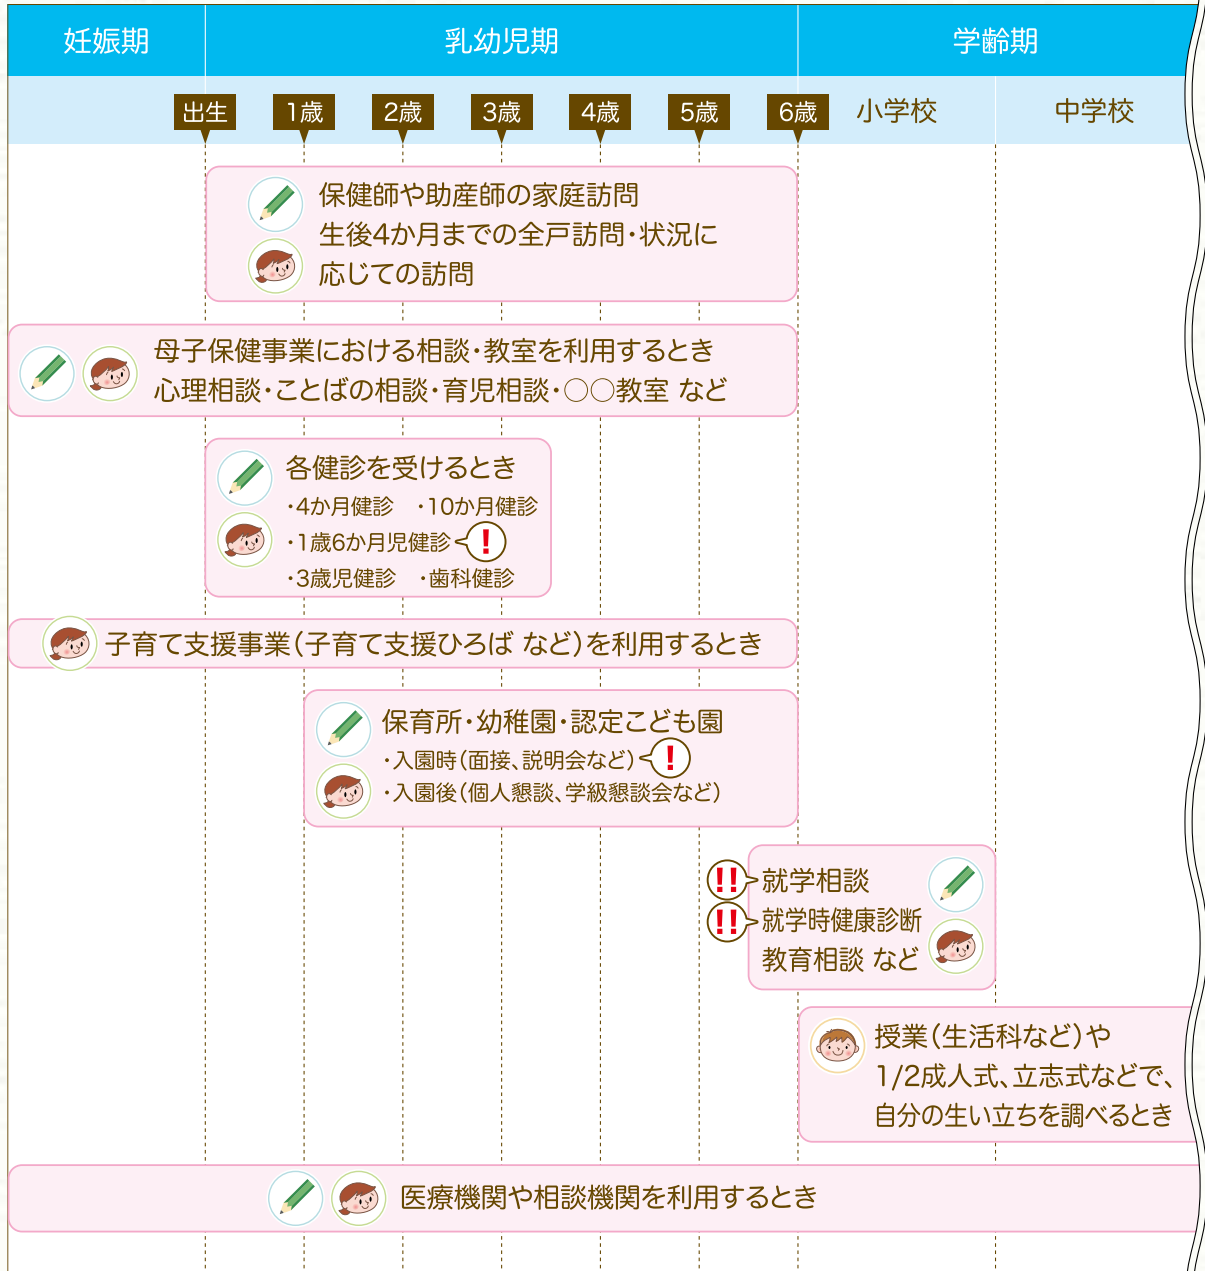 妊娠期 乳幼児期 学齢期
出生 1歳 2歳 3歳 4歳 5歳 6歳 小学校 中学校
保健師や助産師の家庭訪問
生後4か月までの全戸訪問・状況に
応じての訪問
母子保健事業における相談・教室を利用するとき
心理相談・ことばの相談・育児相談・○○教室 など
各健診を受けるとき
・4か月健診 ・10か月健診
・1歳6か月児健診 !
・3歳児健診 ・歯科健診
子育て支援事業(子育て支援ひろば など)を利用するとき
保育所・幼稚園・認定こども園
・入園時(面接、説明会など) !
・入園後(個人懇談、学級懇談会など)
!! 就学相談
!! 就学時健康診断
教育相談 など
授業(生活科など)や
1/2成人式、立志式などで、
自分の生い立ちを調べるとき
医療機関や相談機関を利用するとき